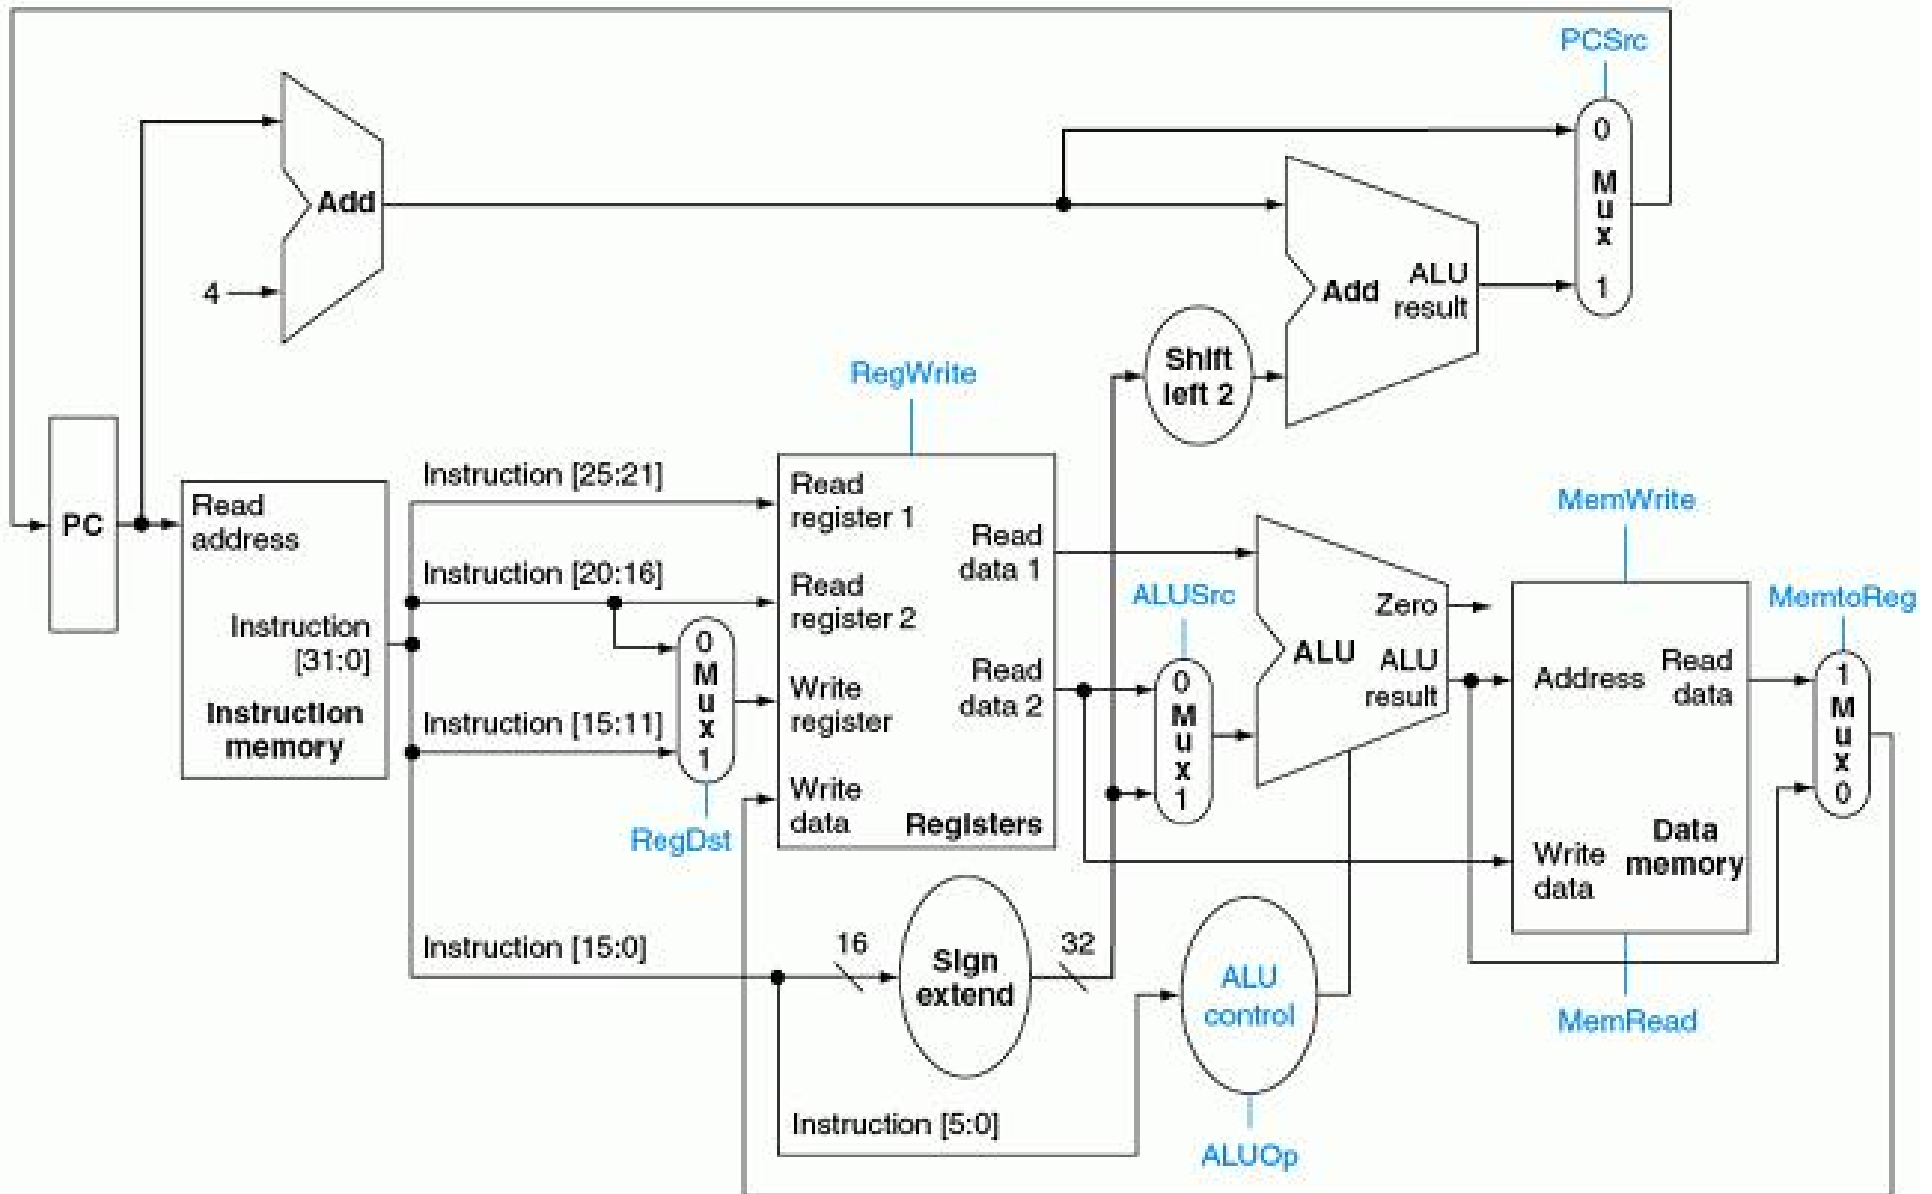 PCSrc
0
M
u
x
1
Add
4
Add
ALU
result
Shift
left 2
RegWrite
PC
Read
address
Instruction
[31:0]
Instruction
memory
Instruction [25:21]
Instruction [20:16]
Instruction [15:11]
0
M
u
x
1
RegDst
Read
register 1
Read
register 2
Write
register
Write
data
Read
data 1
Read
data 2
Registers
ALUSrc
0
M
u
x
1
Zero
ALU
ALU
result
MemWrite
Address
Read
data
Write
data
Data
memory
MemRead
MemtoReg
1
M
u
x
0
Instruction [15:0]
16
Sign
extend
32
ALU
control
Instruction [5:0]
ALUOp